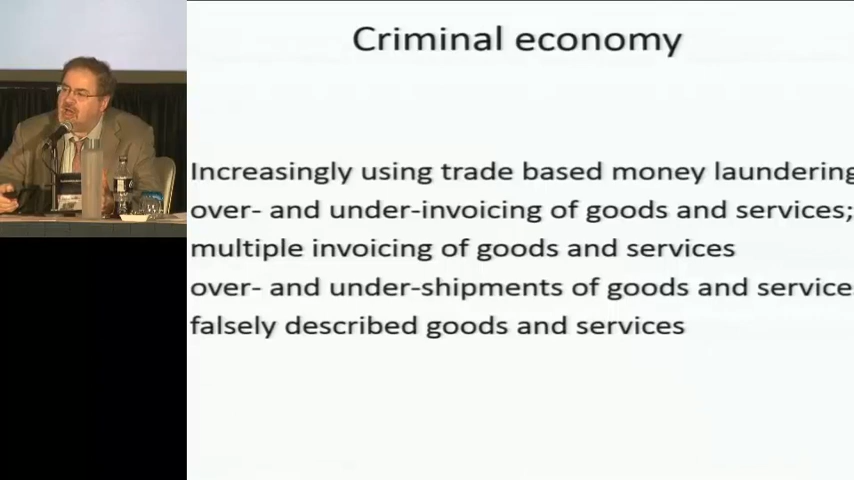 Criminal economy
Increasingly using trade based money laundering
over- and under-invoicing of goods and services;
multiple invoicing of goods and services
over- and under-shipments of goods and service
falsely described goods and services